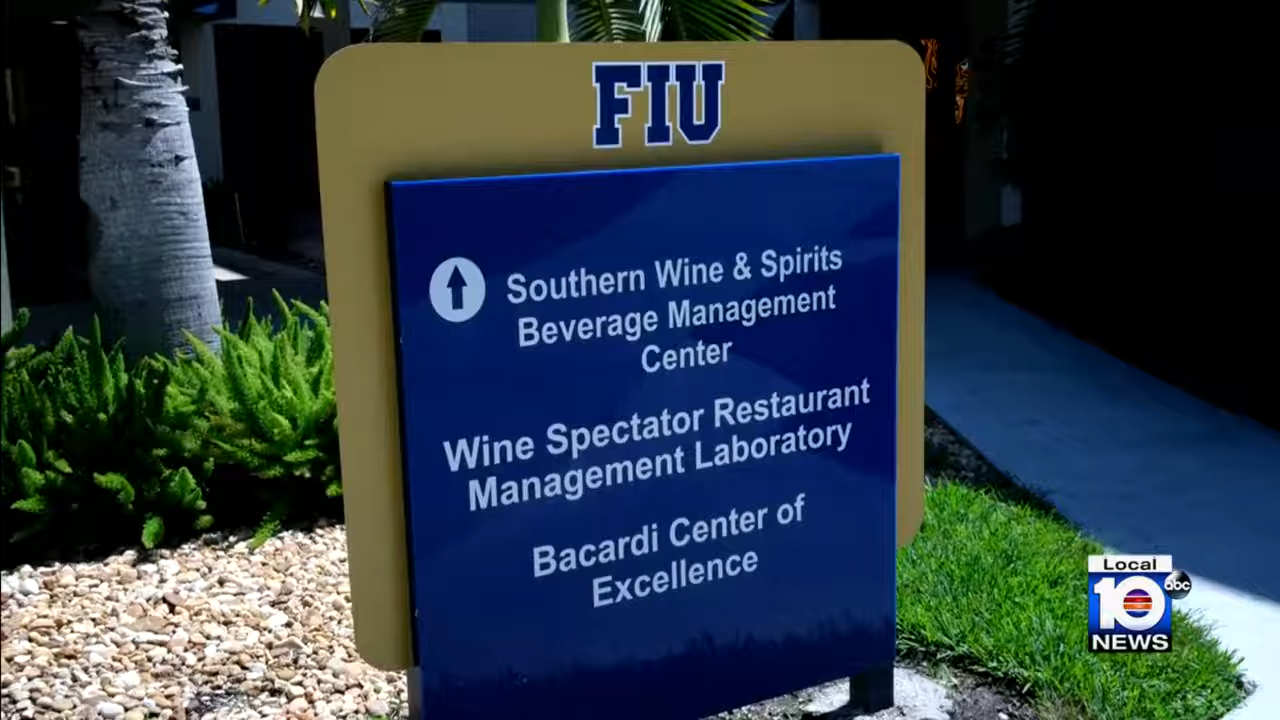 FIU
Southern Wine & Spirits
Beverage Management
Center
Wine Spectator Restaurant
Management Laboratory
Bacardi Center of
Excellence
Local
10
abc
NEWS